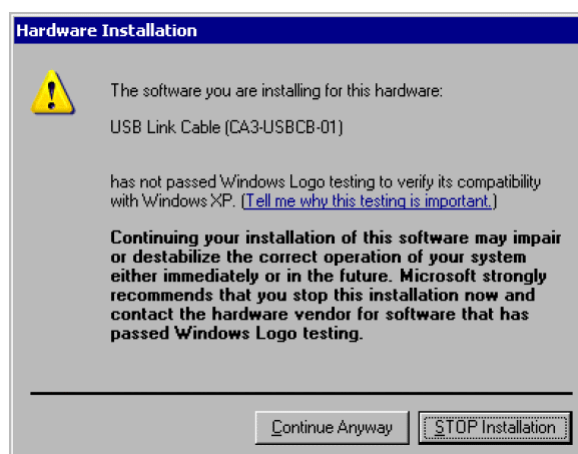 Hardware Installation
The software you are installing for this hardware:
USB Link Cable (CA3-USBCB-01)
has not passed Windows Logo testing to verify its compatibility
with Windows XP. (Tell me why this testing is important.)
Continuing your installation of this software may impair
or destabilize the correct operation of your system
either immediately or in the future. Microsoft strongly
recommends that you stop this installation now and
contact the hardware vendor for software that has
passed Windows Logo testing.
Continue Anyway
STOP Installation